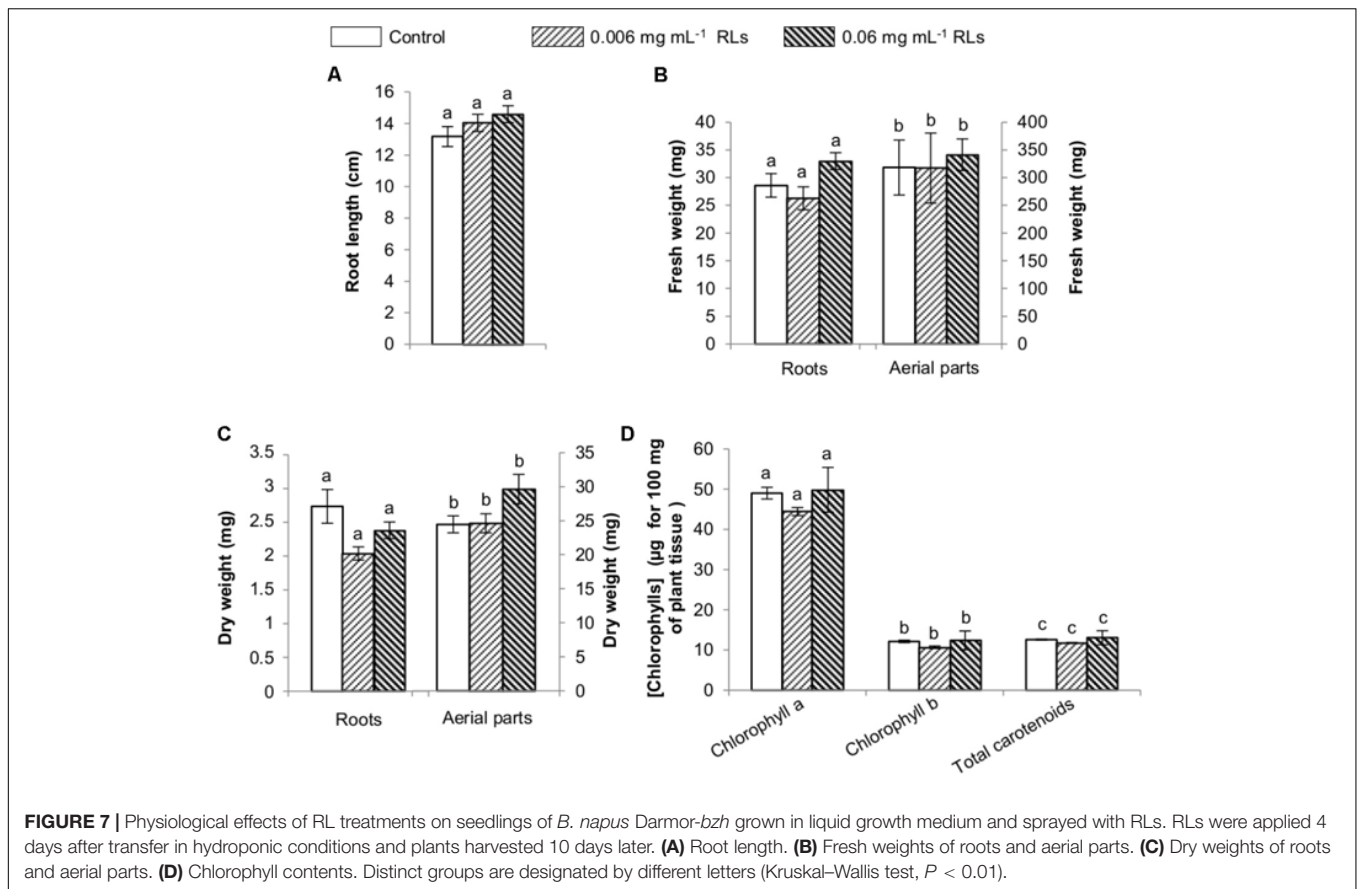 Control 0.006 mg mL⁻¹ RLs 0.06 mg mL⁻¹ RLs
A
Root length (cm)
16
14
12
10
8
6
4
2
0
a a a
B
Fresh weight (mg)
40
35
30
25
20
15
10
5
0
a a a b b b
400
350
300
250
200
150
100
50
0
Fresh weight (mg)
Roots Aerial parts
C
Dry weight (mg)
3.5
3
2.5
2
1.5
1
0.5
0
a a a b b b
35
30
25
20
15
10
5
0
Dry weight (mg)
Roots Aerial parts
D
[Chlorophylls] (µg for 100 mg
of plant tissue )
60
50
40
30
20
10
0
a a a b b b c c c
Chlorophyll a Chlorophyll b Total carotenoids
FIGURE 7 | Physiological effects of RL treatments on seedlings of B. napus Darmor-bzh grown in liquid growth medium and sprayed with RLs. RLs were applied 4
days after transfer in hydroponic conditions and plants harvested 10 days later. (A) Root length. (B) Fresh weights of roots and aerial parts. (C) Dry weights of roots
and aerial parts. (D) Chlorophyll contents. Distinct groups are designated by different letters (Kruskal–Wallis test, P < 0.01).